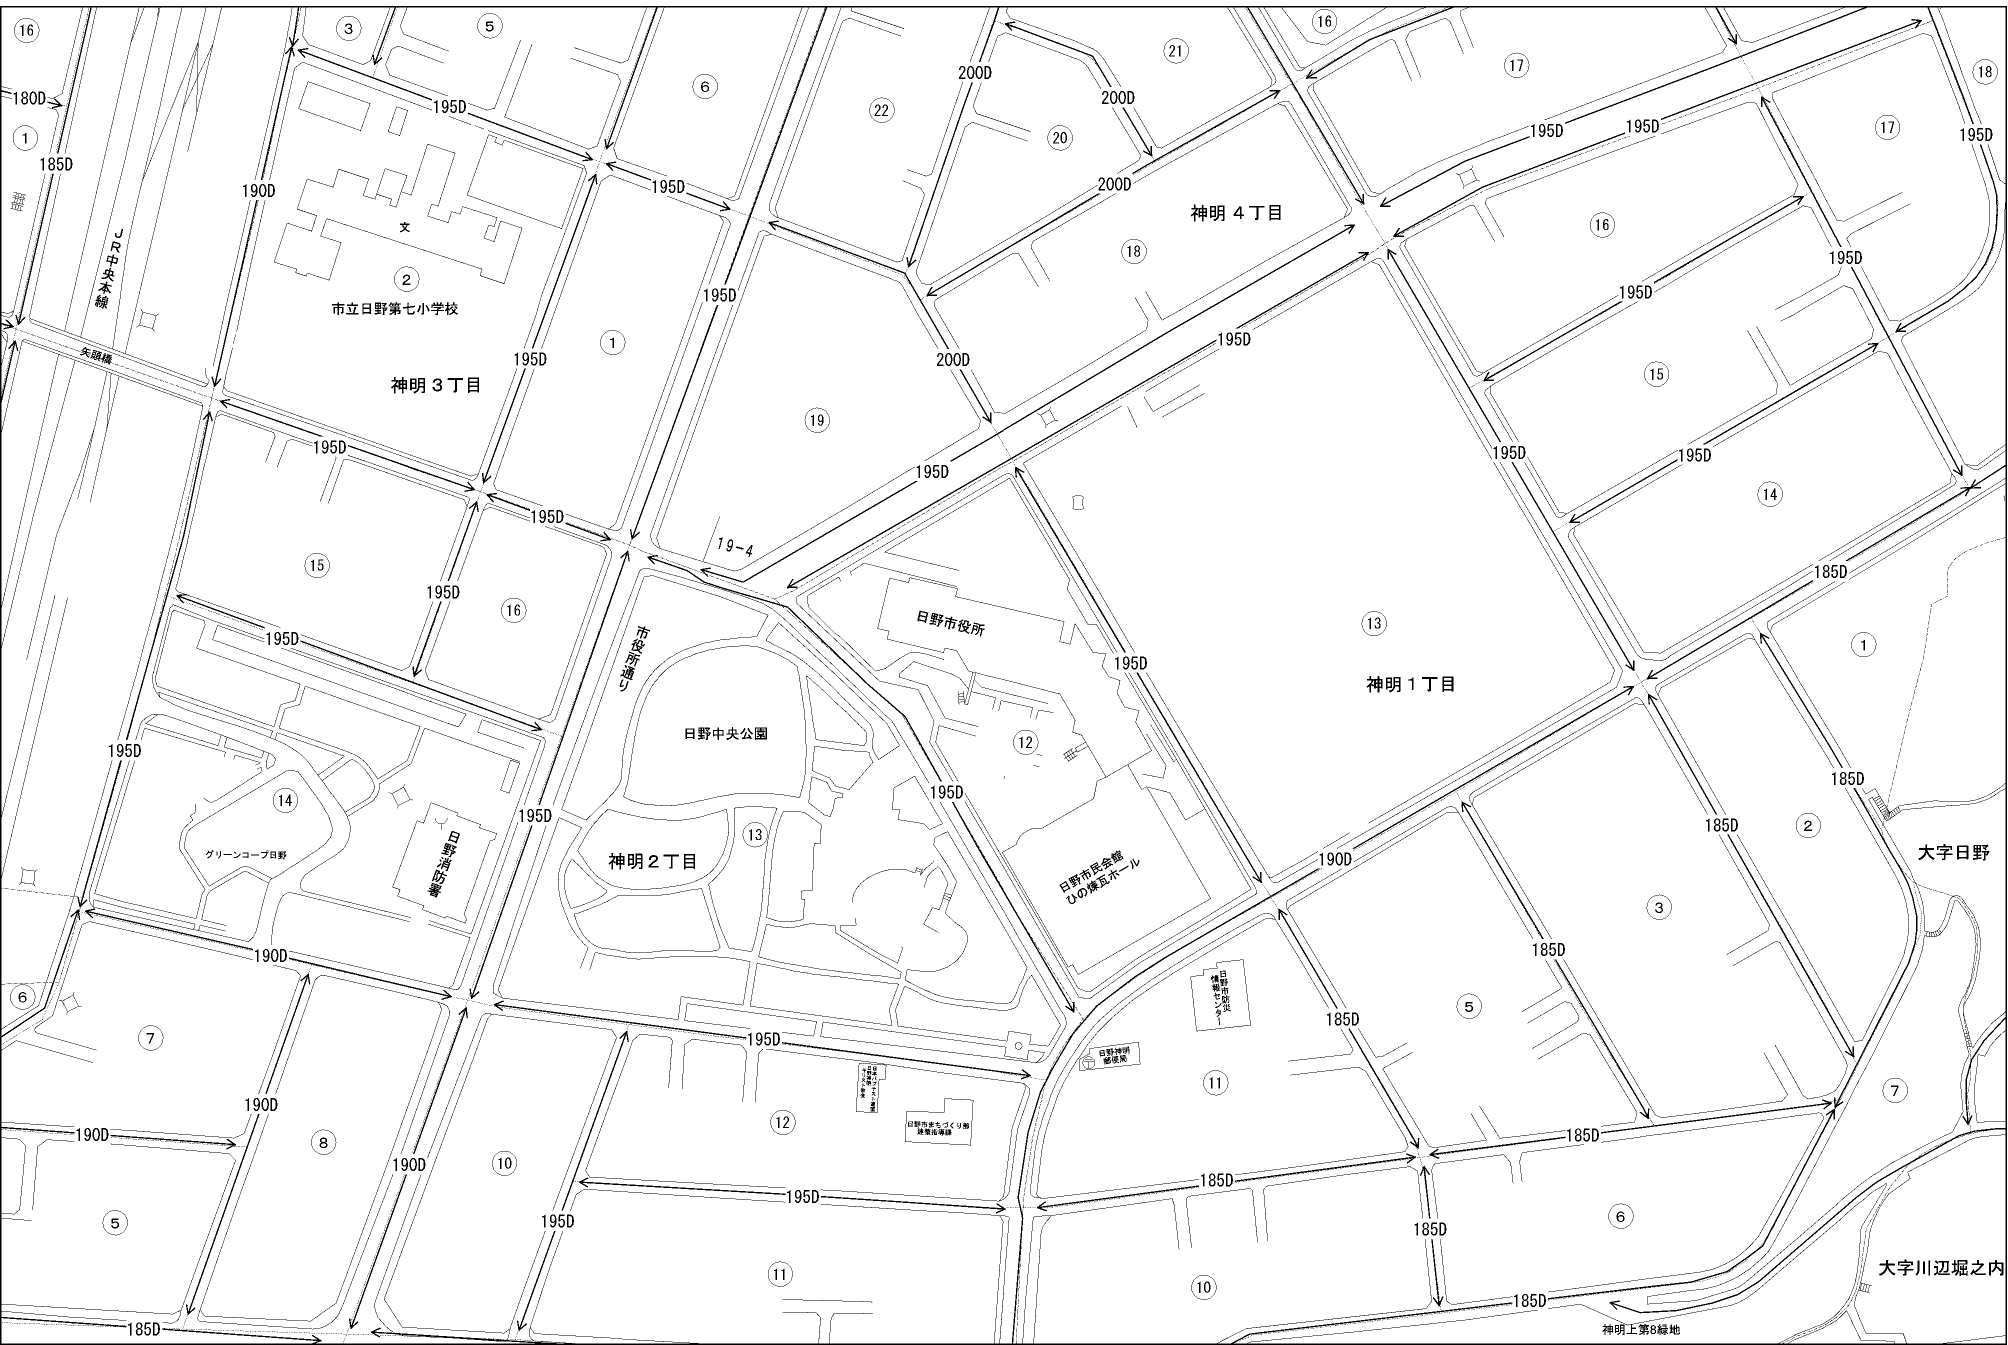 16
3
5
6
22
21
16
17
18
180D
195D
200D
200D
20
195D
195D
195D
17
1
185D
190D
195D
200D
文
2
市立日野第七小学校
JR中央本線
195D
神明4丁目
18
16
195D
195D
195D
195D
1
矢頭橋
神明3丁目
195D
200D
15
195D
19
195D
195D
195D
14
195D
195D
19-4
185D
15
195D
16
日野市役所
13
1
195D
市役所通り
195D
神明1丁目
日野中央公園
12
195D
14
195D
195D
13
185D
185D
2
グリーンコープ日野
日野消防署
神明2丁目
日野市民会館
ひの煉瓦ホール
190D
大字日野
3
190D
185D
6
7
195D
日野市防災
情報センター
185D
5
日野神明
郵便局
11
7
190D
12
日野市まちづくり部
建築指導課
190D
8
190D
10
195D
185D
185D
5
195D
185D
6
11
10
185D
大字川辺堀之内
185D
神明上第8緑地